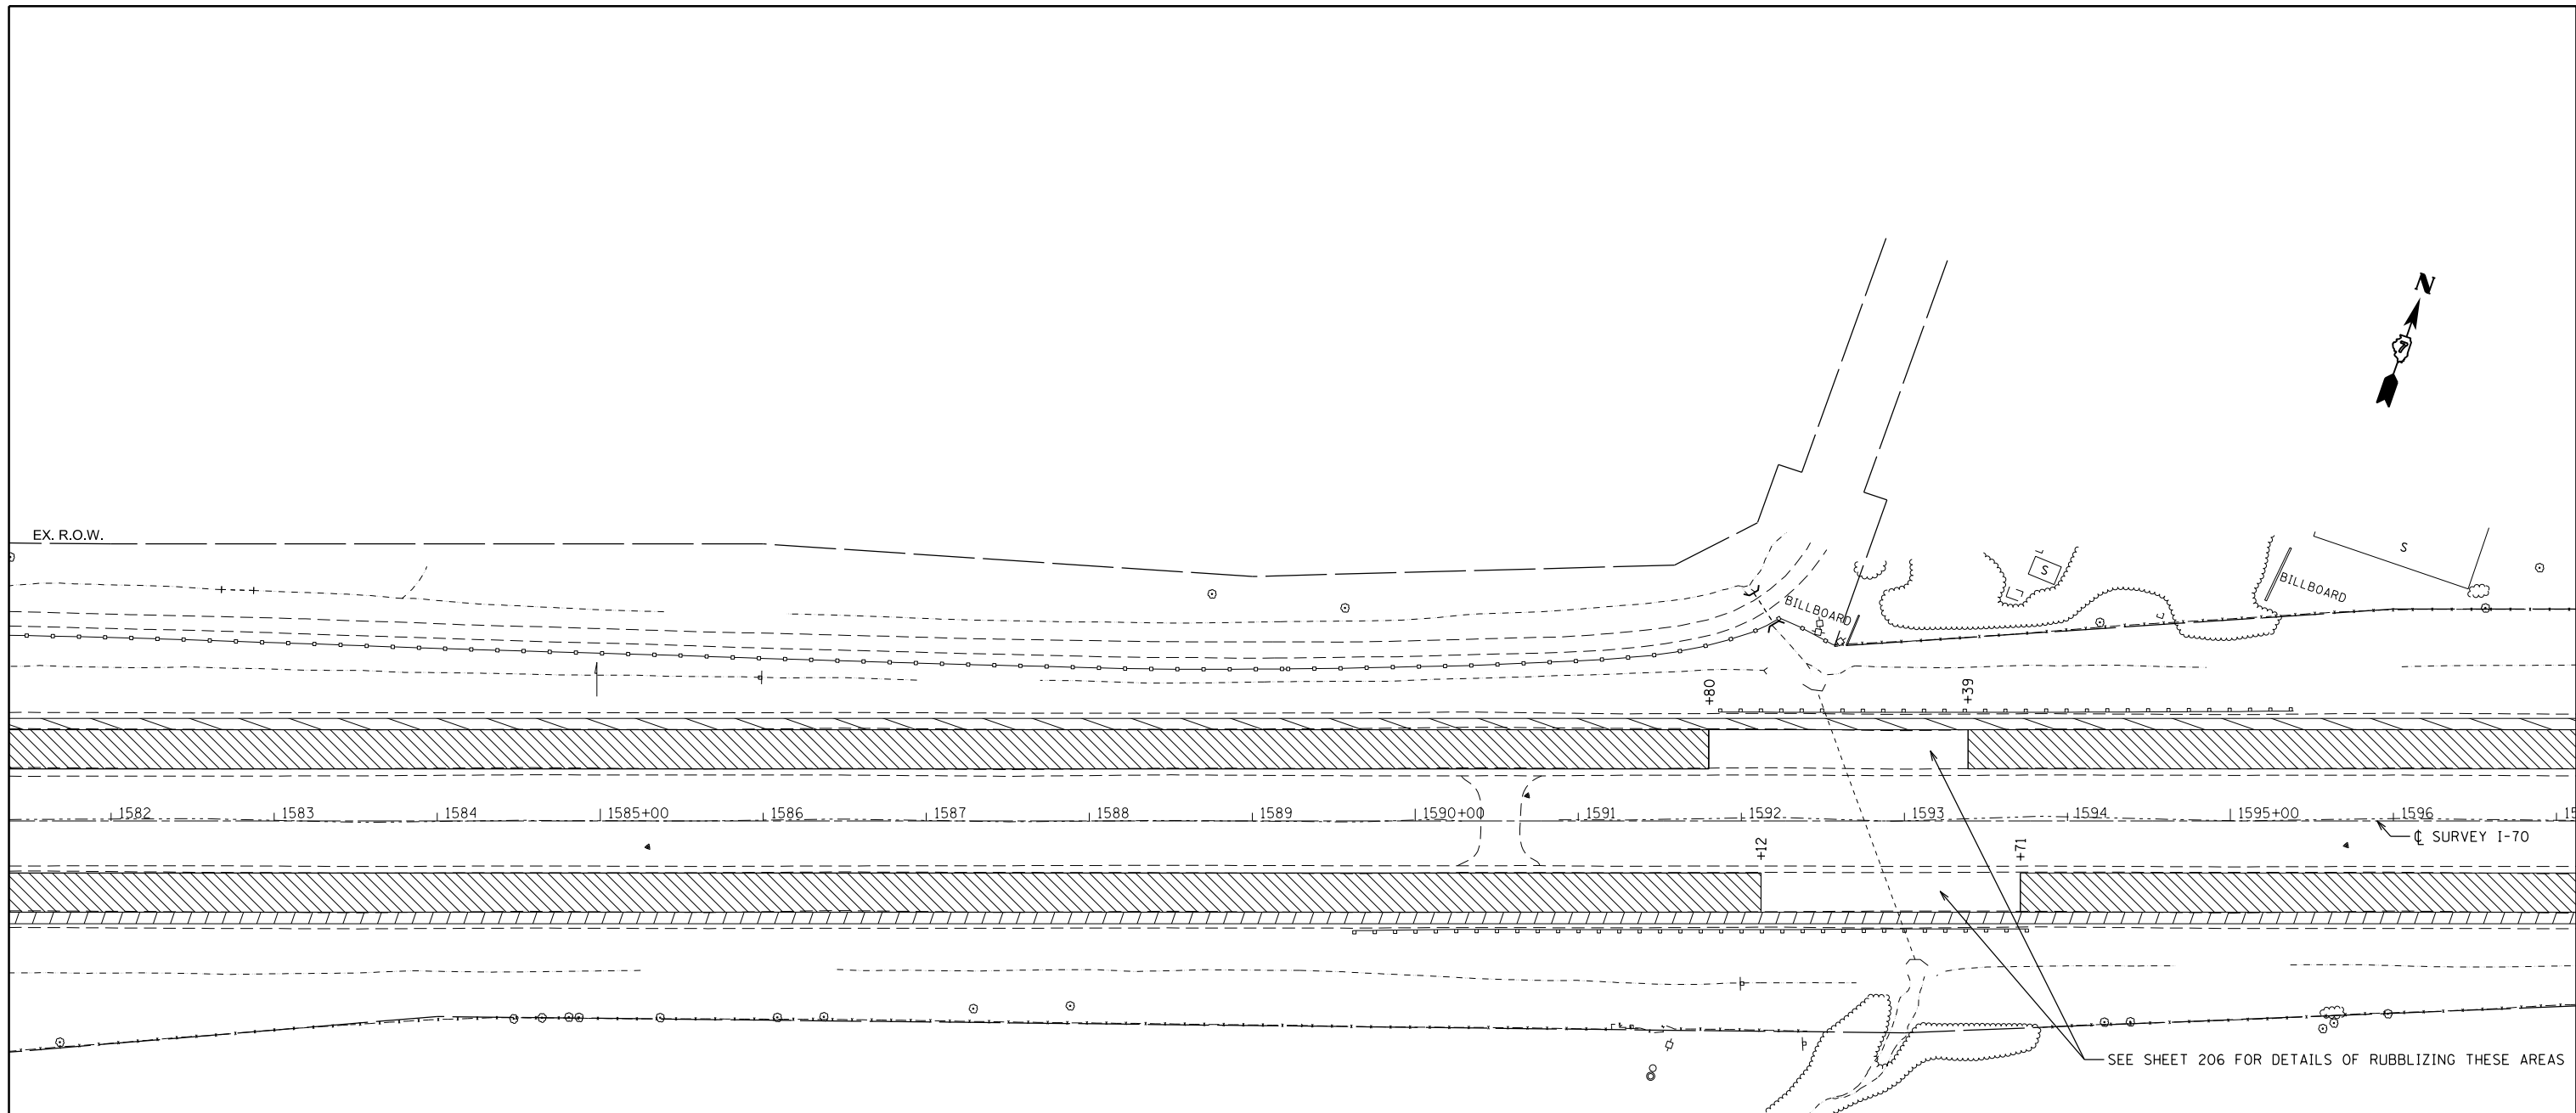 N
EX. R.O.W.
S
S
BILLBOARD
BILLBOARD
+80
+39
1582
1583
1584
1585+00
1586
1587
1588
1589
1590+00
1591
1592
1593
1594
1595+00
1596
15
℄ SURVEY I-70
+12
+71
SEE SHEET 206 FOR DETAILS OF RUBBLIZING THESE AREAS